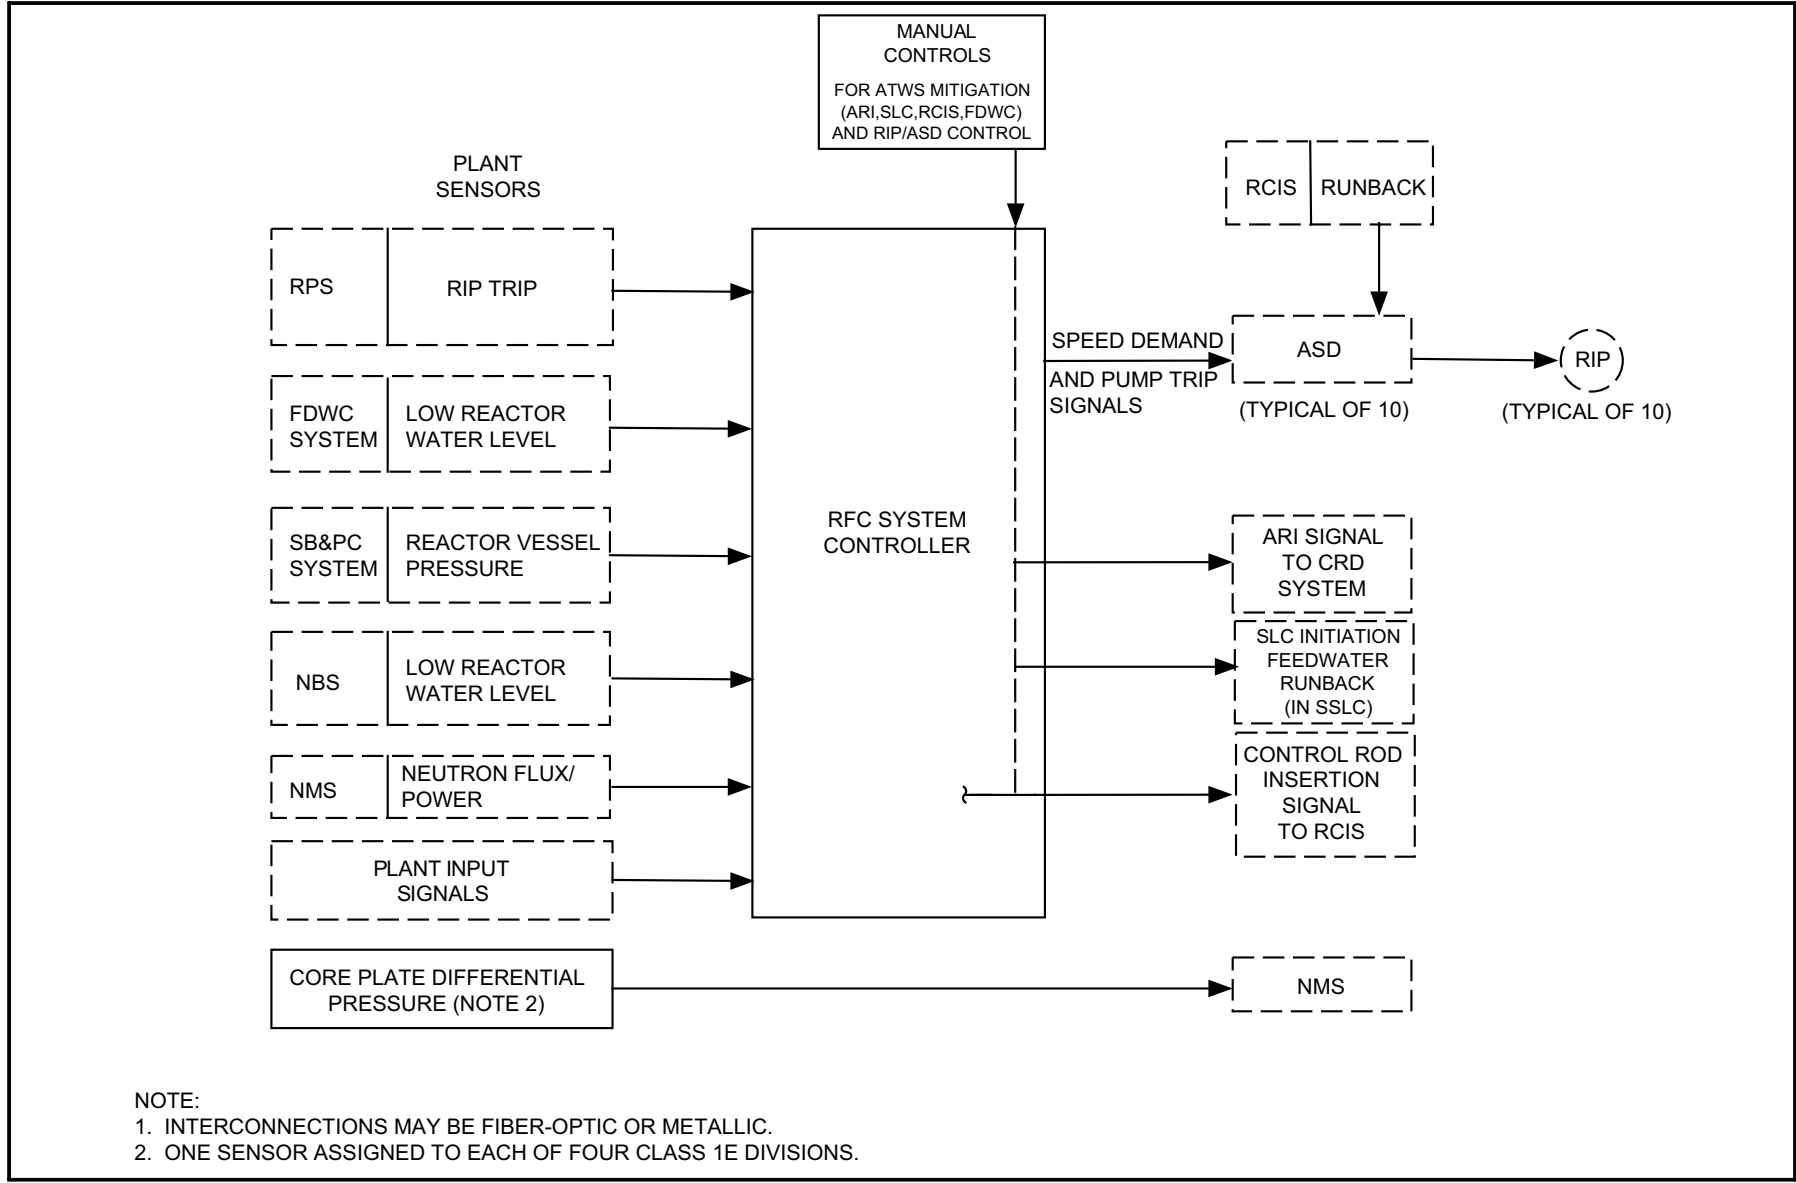 MANUAL
CONTROLS
FOR ATWS MITIGATION
(ARI,SLC,RCIS,FDWC)
AND RIP/ASD CONTROL
PLANT
SENSORS
RPS
RIP TRIP
FDWC
SYSTEM
LOW REACTOR
WATER LEVEL
SB&PC
SYSTEM
REACTOR VESSEL
PRESSURE
NBS
LOW REACTOR
WATER LEVEL
NMS
NEUTRON FLUX/
POWER
PLANT INPUT
SIGNALS
CORE PLATE DIFFERENTIAL
PRESSURE (NOTE 2)
RFC SYSTEM
CONTROLLER
RCIS
RUNBACK
SPEED DEMAND
AND PUMP TRIP
SIGNALS
ASD
(TYPICAL OF 10)
RIP
(TYPICAL OF 10)
ARI SIGNAL
TO CRD
SYSTEM
SLC INITIATION
FEEDWATER
RUNBACK
(IN SSLC)
CONTROL ROD
INSERTION
SIGNAL
TO RCIS
NMS
NOTE:
1. INTERCONNECTIONS MAY BE FIBER-OPTIC OR METALLIC.
2. ONE SENSOR ASSIGNED TO EACH OF FOUR CLASS 1E DIVISIONS.